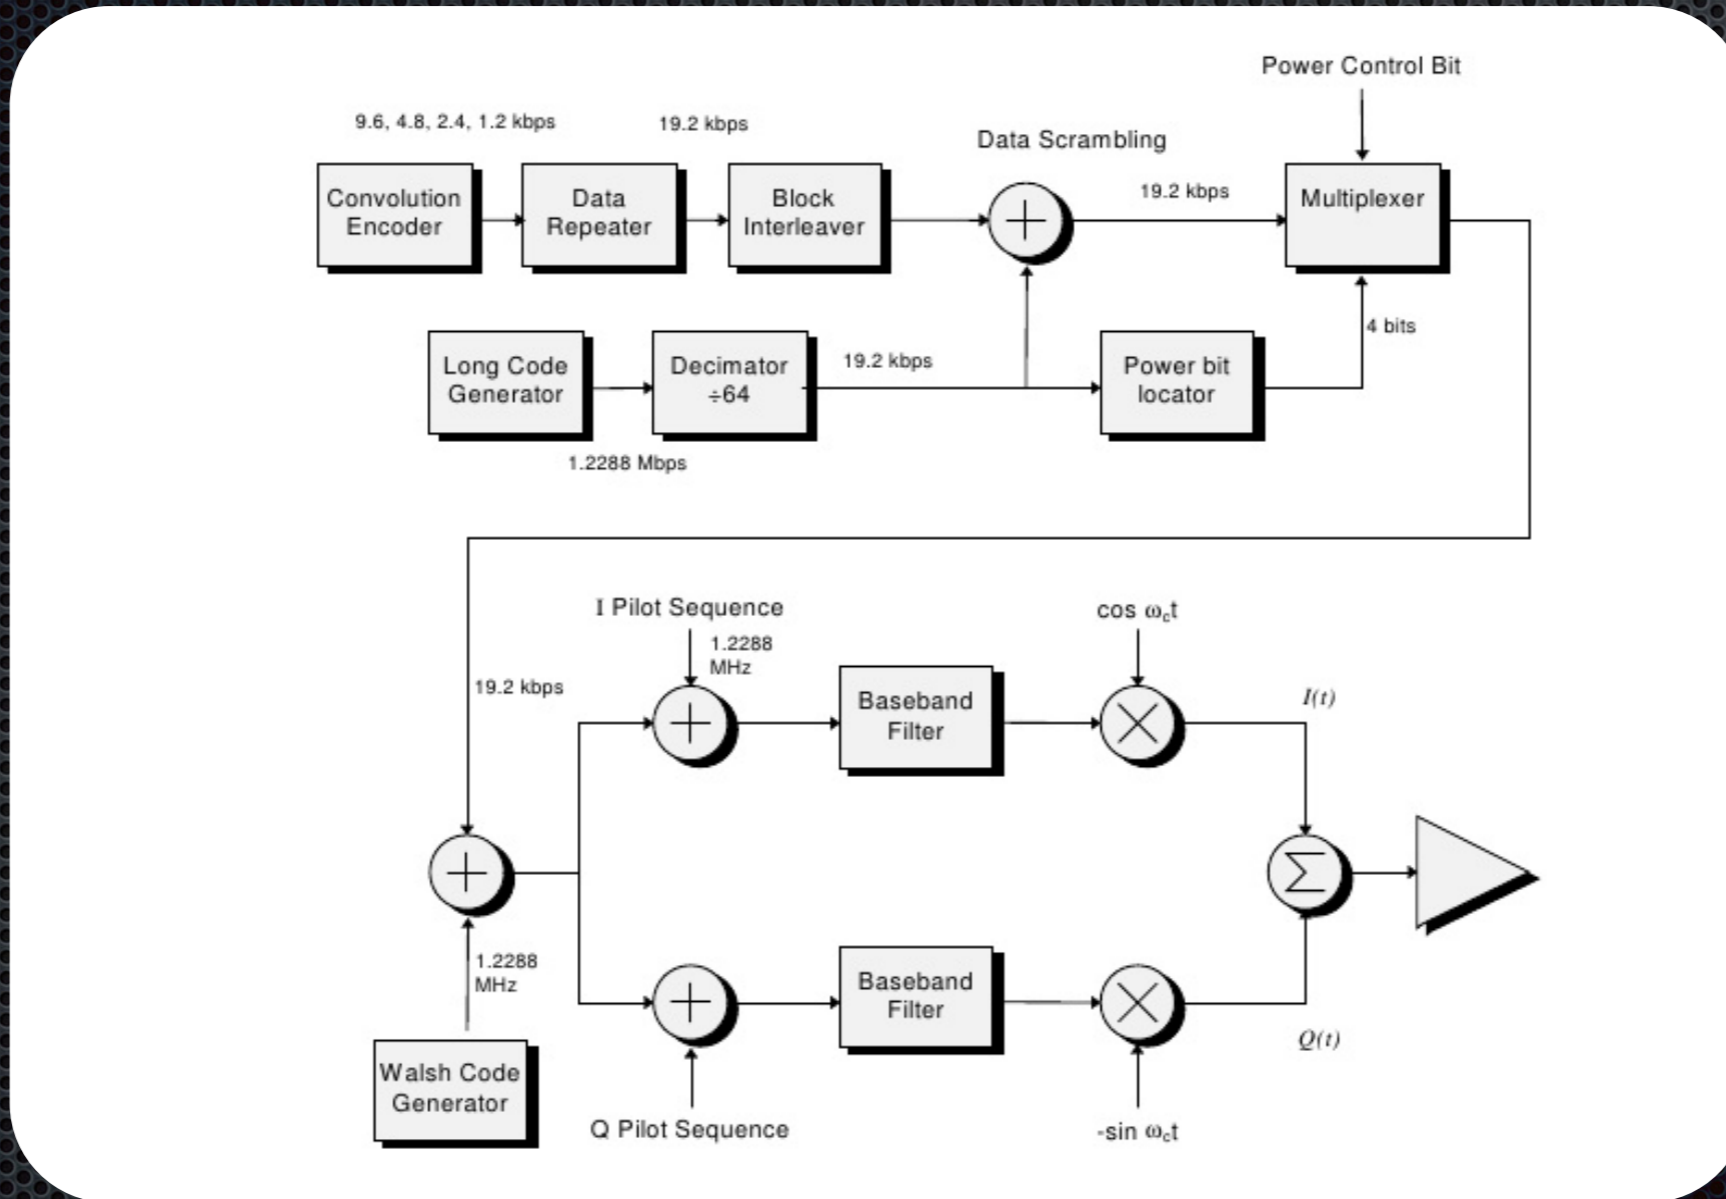 Power Control Bit
9.6, 4.8, 2.4, 1.2 kbps
19.2 kbps
Data Scrambling
Convolution
Encoder
Data
Repeater
Block
Interleaver
+
19.2 kbps
Multiplexer
Long Code
Generator
Decimator
÷64
19.2 kbps
Power bit
locator
4 bits
1.2288 Mbps
I Pilot Sequence
1.2288
MHz
cos ω꜀t
19.2 kbps
+
Baseband
Filter
×
I(t)
+
Σ
1.2288
MHz
+
Baseband
Filter
×
Q(t)
Walsh Code
Generator
Q Pilot Sequence
-sin ω꜀t